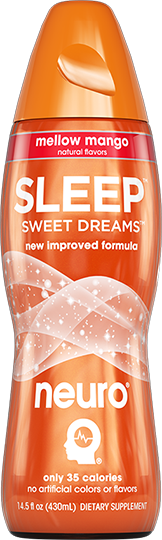 mellow mango
natural flavors
SLEEP
SWEET DREAMS™
new improved formula
neuro®
only 35 calories
no artificial colors or flavors
14.5 fl oz (430mL) DIETARY SUPPLEMENT